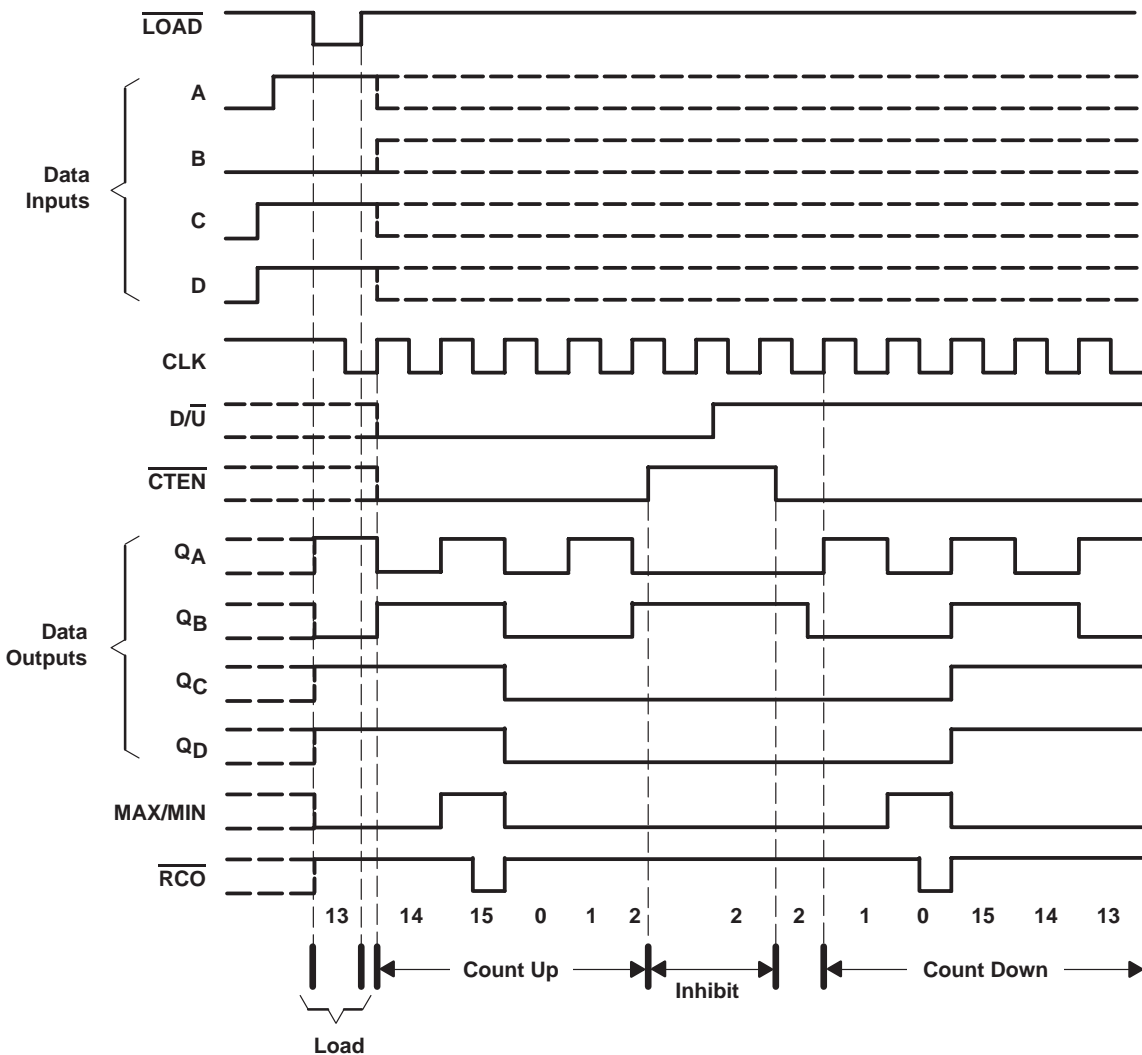 LOAD
A
B
Data
Inputs
C
D
CLK
D/U
CTEN
QA
QB
Data
Outputs
QC
QD
MAX/MIN
RCO
13 14 15 0 1 2 2 2 1 0 15 14 13
Count Up Inhibit Count Down
Load